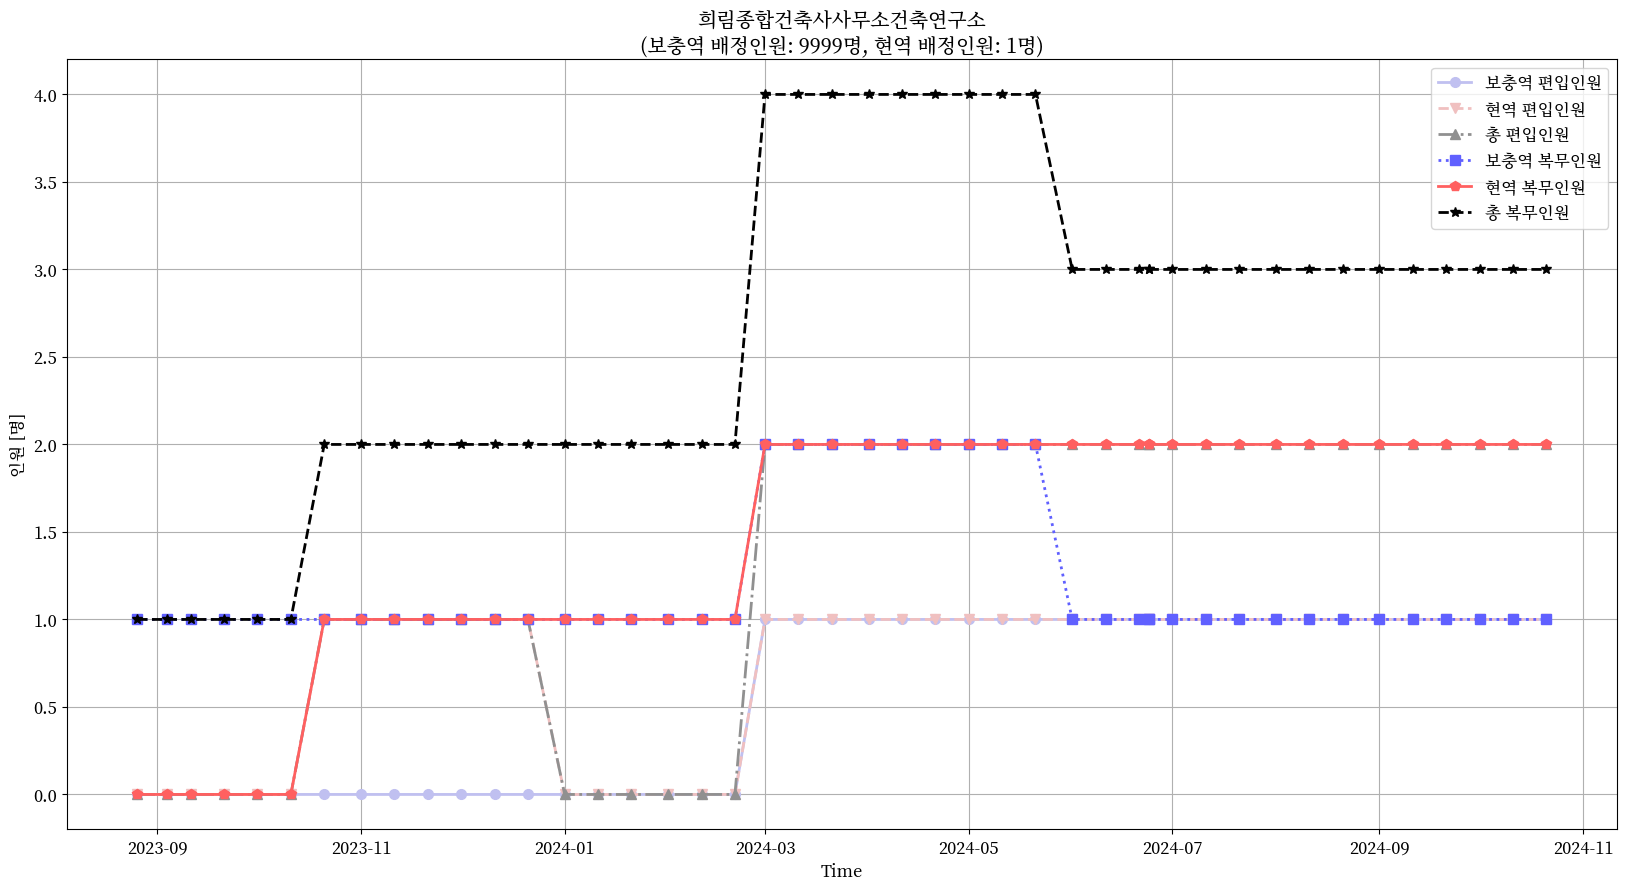 희림종합건축사사무소건축연구소
(보충역 배정인원: 9999명, 현역 배정인원: 1명)
보충역 편입인원
현역 편입인원
총 편입인원
보충역 복무인원
현역 복무인원
총 복무인원
인원 [명]
4.0
3.5
3.0
2.5
2.0
1.5
1.0
0.5
0.0
2023-09
2023-11
2024-01
2024-03
2024-05
2024-07
2024-09
2024-11
Time